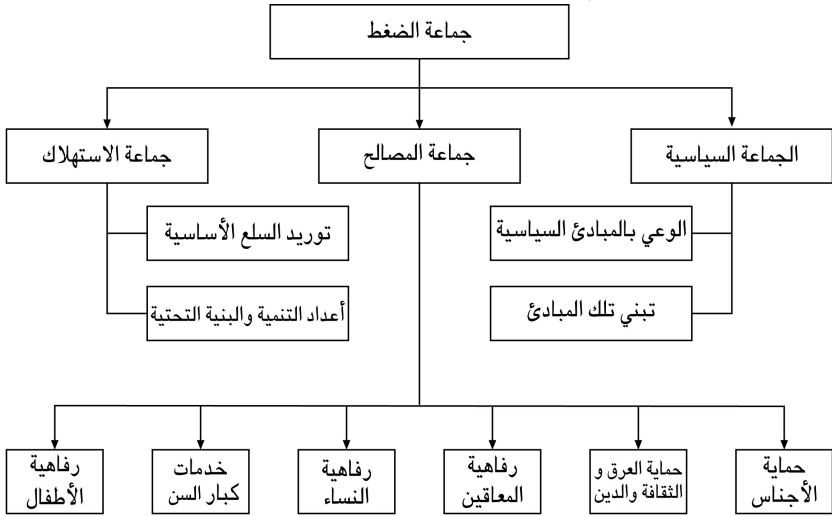 جماعة الضغط
الجماعة السياسية
جماعة المصالح
جماعة الاستهلاك
الوعي بالمبادئ السياسية
توريد السلع الأساسية
تبني تلك المبادئ
أعداد التنمية والبنية التحتية
حماية
الأجناس
حماية العرق و
الثقافة والدين
رفاهية
المعاقين
رفاهية
النساء
خدمات
كبار السن
رفاهية
الأطفال